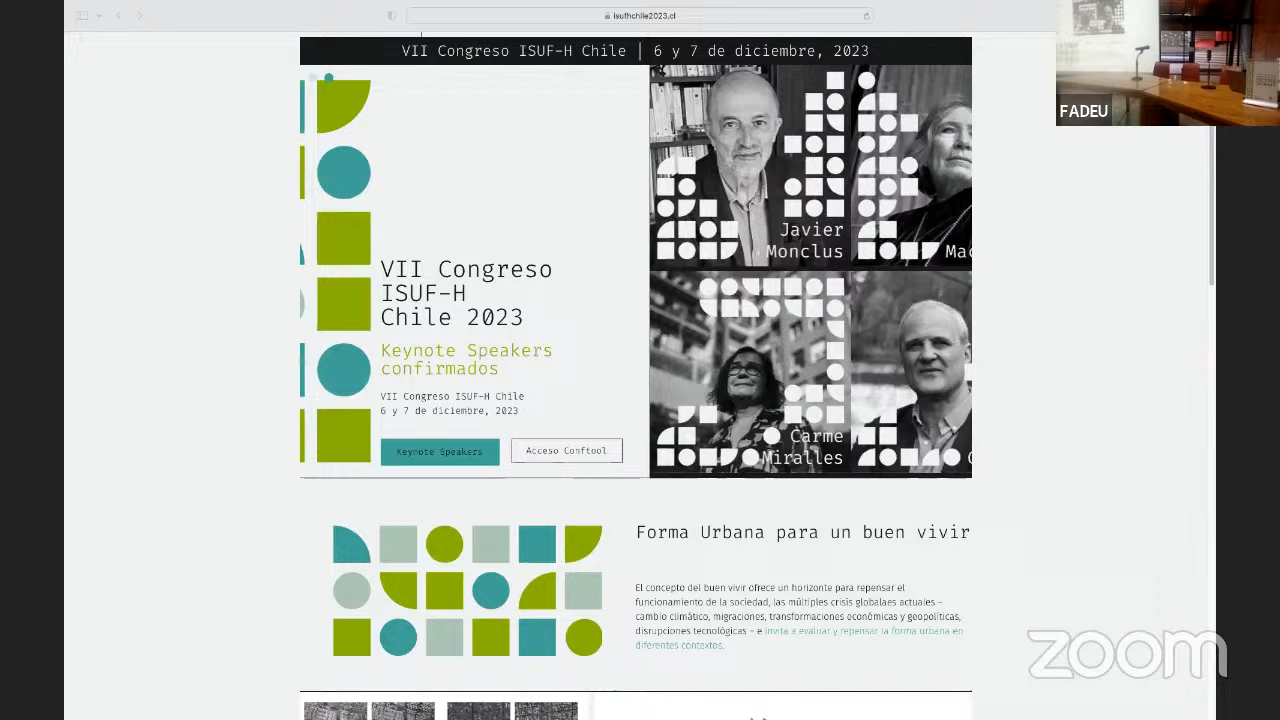 isufhchile2023.cl
VII Congreso ISUF-H Chile | 6 y 7 de diciembre, 2023
FADEU
Javier
Monclus
VII Congreso
ISUF-H
Chile 2023
Keynote Speakers
confirmados
VII Congreso ISUF-H Chile
6 y 7 de diciembre, 2023
Keynote Speakers
Acceso Conftool
Carme
Miralles
Forma Urbana para un buen vivir
El concepto del buen vivir ofrece un horizonte para repensar el
funcionamiento de la sociedad, las múltiples crisis globalaes actuales –
cambio climático, migraciones, transformaciones económicas y geopolíticas,
disrupciones tecnológicas – e invita a evaluar y repensar la forma urbana en
diferentes contextos.
zoom